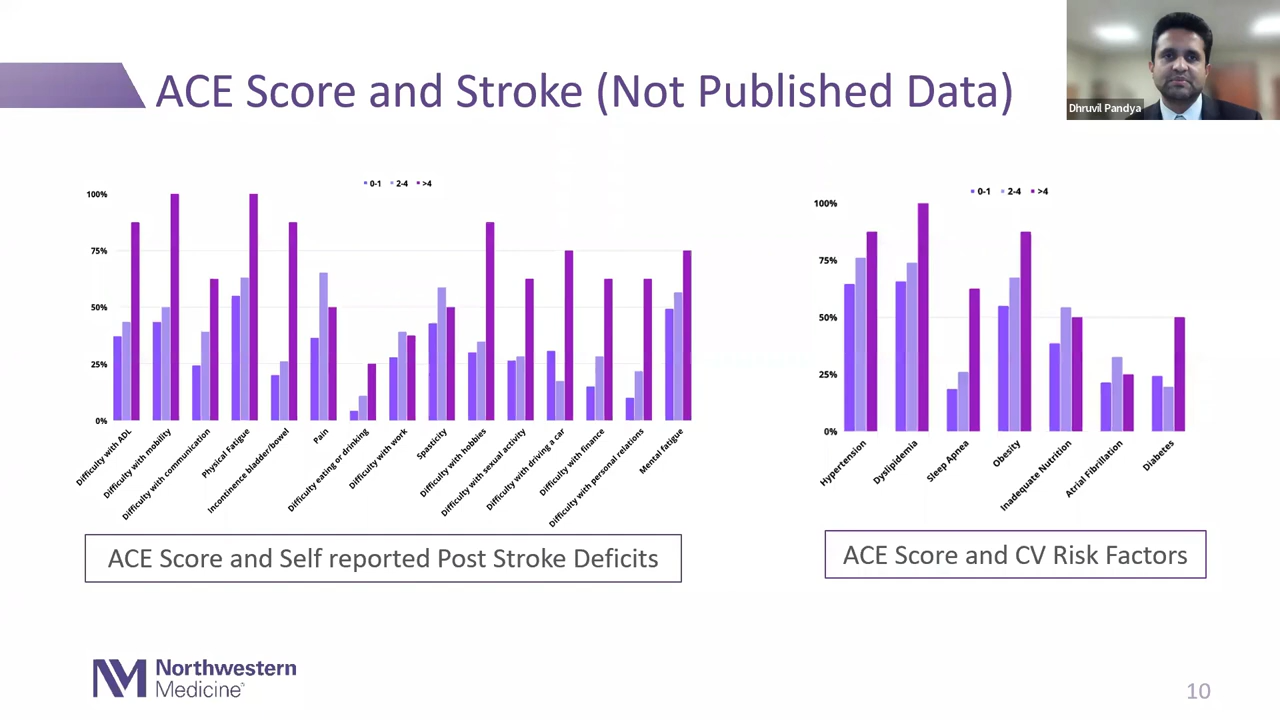 ACE Score and Stroke (Not Published Data)
Dhruvil Pandya
0-1 2-4 >4
100%
75%
50%
25%
0%
Difficulty with ADL
Difficulty with mobility
Difficulty with communication
Physical Fatigue
Incontinence bladder/bowel
Pain
Difficulty eating or drinking
Difficulty with work
Spasticity
Difficulty with hobbies
Difficulty with sexual activity
Difficulty with driving a car
Difficulty with finance
Difficulty with personal relations
Mental fatigue
ACE Score and Self reported Post Stroke Deficits
0-1 2-4 >4
100%
75%
50%
25%
0%
Hypertension
Dyslipidemia
Sleep Apnea
Obesity
Inadequate Nutrition
Atrial Fibrillation
Diabetes
ACE Score and CV Risk Factors
NM Northwestern
Medicine
10